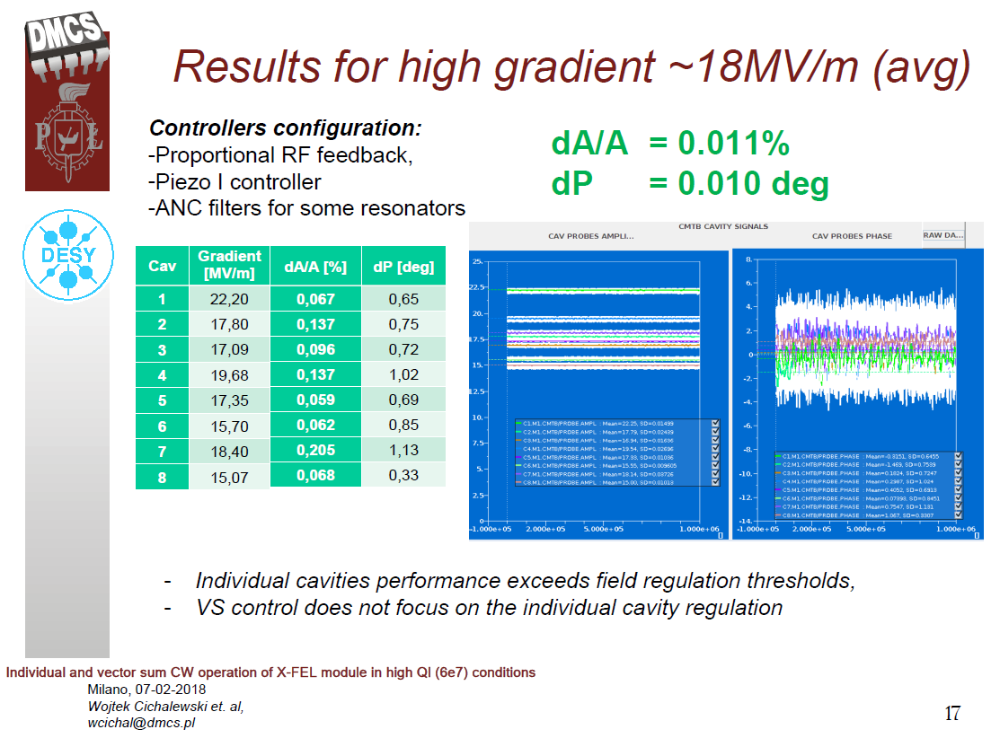 DMCS
P L
DESY
Results for high gradient ~18MV/m (avg)
Controllers configuration:
-Proportional RF feedback,
-Piezo I controller
-ANC filters for some resonators
dA/A = 0.011%
dP = 0.010 deg
Cav Gradient [MV/m] dA/A [%] dP [deg]
1 22,20 0,067 0,65
2 17,80 0,137 0,75
3 17,09 0,096 0,72
4 19,68 0,137 1,02
5 17,35 0,059 0,69
6 15,70 0,062 0,85
7 18,40 0,205 1,13
8 15,07 0,068 0,33
CMTB CAVITY SIGNALS
CAV PROBES AMPLI...
CAV PROBES PHASE
RAW DA...
25.
22.5
20.
17.5
15.
12.5
10.
7.5
5.
2.5
0
-1.000e+05 2.000e+05 5.000e+05 1.000e+06
C1.M1.CMTB/PROBE.AMPL : Mean=22.25, SD=0.01499
C2.M1.CMTB/PROBE.AMPL : Mean=17.79, SD=0.02439
C3.M1.CMTB/PROBE.AMPL : Mean=16.94, SD=0.01636
C4.M1.CMTB/PROBE.AMPL : Mean=19.54, SD=0.02696
C5.M1.CMTB/PROBE.AMPL : Mean=17.33, SD=0.01036
C6.M1.CMTB/PROBE.AMPL : Mean=15.55, SD=0.009605
C7.M1.CMTB/PROBE.AMPL : Mean=18.14, SD=0.03726
C8.M1.CMTB/PROBE.AMPL : Mean=15.00, SD=0.01013
8.
6.
4.
2.
0
-2.
-4.
-6.
-8.
-10.
-12.
-14.
-1.000e+05 2.000e+05 5.000e+05 1.000e+06
C1.M1.CMTB/PROBE.PHASE : Mean=-0.3151, SD=0.6455
C2.M1.CMTB/PROBE.PHASE : Mean=-1.469, SD=0.7539
C3.M1.CMTB/PROBE.PHASE : Mean=0.1824, SD=0.7247
C4.M1.CMTB/PROBE.PHASE : Mean=0.2387, SD=1.024
C5.M1.CMTB/PROBE.PHASE : Mean=0.4052, SD=0.6913
C6.M1.CMTB/PROBE.PHASE : Mean=0.07893, SD=0.8451
C7.M1.CMTB/PROBE.PHASE : Mean=0.7547, SD=1.131
C8.M1.CMTB/PROBE.PHASE : Mean=1.067, SD=0.3307
- Individual cavities performance exceeds field regulation thresholds,
- VS control does not focus on the individual cavity regulation
Individual and vector sum CW operation of X-FEL module in high Ql (6e7) conditions
Milano, 07-02-2018
Wojtek Cichalewski et. al,
wcichal@dmcs.pl
17